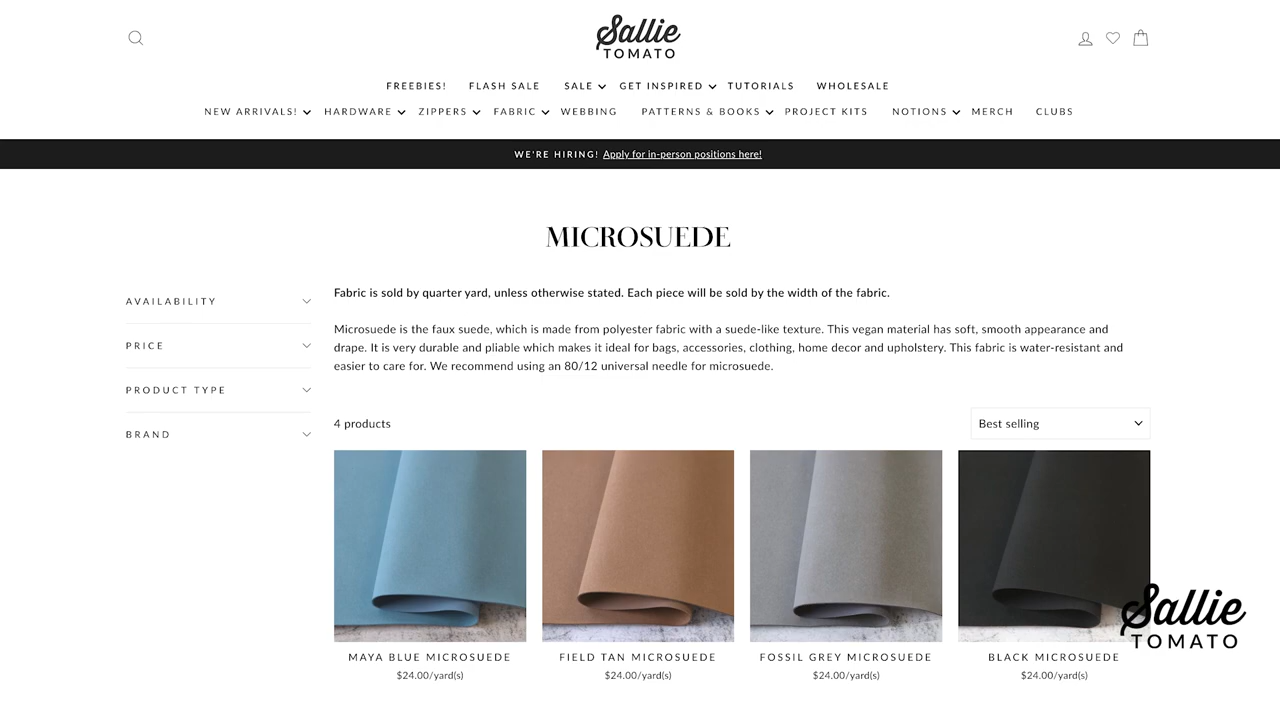 Sallie
TOMATO
FREEBIES! FLASH SALE SALE GET INSPIRED TUTORIALS WHOLESALE
NEW ARRIVALS! HARDWARE ZIPPERS FABRIC WEBBING PATTERNS & BOOKS PROJECT KITS NOTIONS MERCH CLUBS
WE'RE HIRING! Apply for in-person positions here!
MICROSUEDE
AVAILABILITY
PRICE
PRODUCT TYPE
BRAND
Fabric is sold by quarter yard, unless otherwise stated. Each piece will be sold by the width of the fabric.
Microsuede is the faux suede, which is made from polyester fabric with a suede-like texture. This vegan material has soft, smooth appearance and
drape. It is very durable and pliable which makes it ideal for bags, accessories, clothing, home decor and upholstery. This fabric is water-resistant and
easier to care for. We recommend using an 80/12 universal needle for microsuede.
4 products
Best selling
MAYA BLUE MICROSUEDE
$24.00/yard(s)
FIELD TAN MICROSUEDE
$24.00/yard(s)
FOSSIL GREY MICROSUEDE
$24.00/yard(s)
BLACK MICROSUEDE
$24.00/yard(s)
Sallie
TOMATO